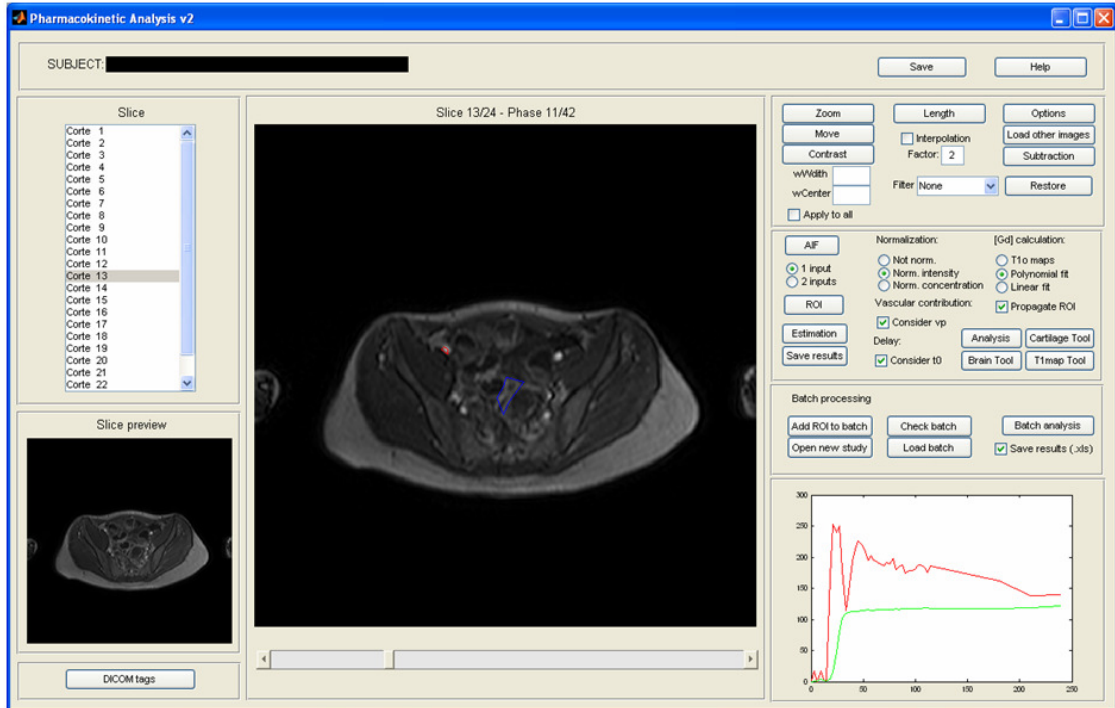 Pharmacokinetic Analysis v2
SUBJECT:
Save
Help
Slice
Corte 1
Corte 2
Corte 3
Corte 4
Corte 5
Corte 6
Corte 7
Corte 8
Corte 9
Corte 10
Corte 11
Corte 12
Corte 13
Corte 14
Corte 15
Corte 16
Corte 17
Corte 18
Corte 19
Corte 20
Corte 21
Corte 22
Slice preview
DICOM tags
Slice 13/24 - Phase 11/42
Zoom
Length
Options
Move
Interpolation
Load other images
Contrast
Factor: 2
Subtraction
wWdith
wCenter
Filter None
Restore
Apply to all
AIF
Normalization:
[Gd] calculation:
1 input
Not norm.
T1o maps
2 inputs
Norm. intensity
Polynomial fit
Norm. concentration
Linear fit
ROI
Vascular contribution:
Propagate ROI
Consider vp
Estimation
Delay:
Analysis
Cartilage Tool
Save results
Consider t0
Brain Tool
T1map Tool
Batch processing
Add ROI to batch
Check batch
Batch analysis
Open new study
Load batch
Save results (.xls)
300
250
200
150
100
50
0
0 50 100 150 200 250